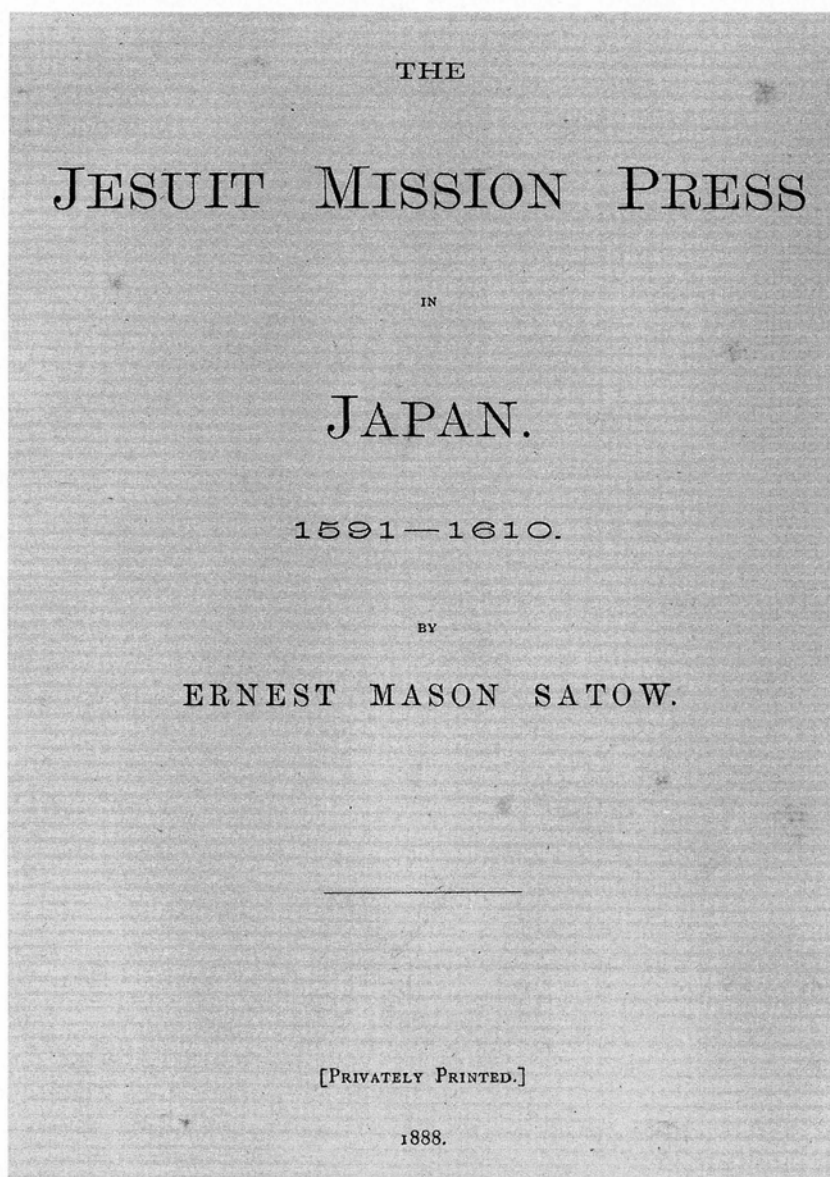 THE
JESUIT MISSION PRESS
IN
JAPAN.
1591—1610.
BY
ERNEST MASON SATOW.
[PRIVATELY PRINTED.]
1888.